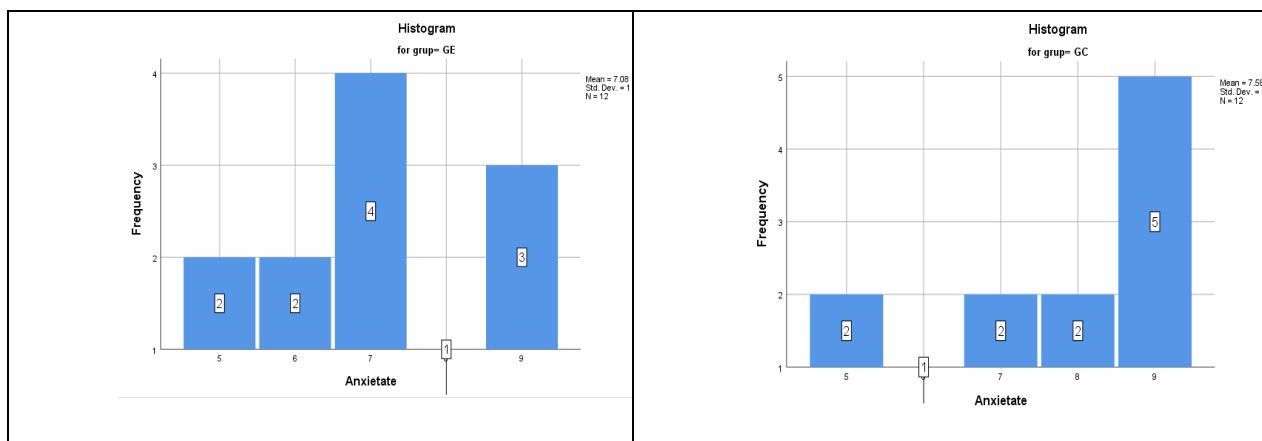 Histogram
for grup= GE
Mean = 7.08
Std. Dev. = 1
N = 12
Frequency
4
3
2
1
2
2
4
1
3
5
6
7
9
Anxietate
Histogram
for grup= GC
Mean = 7.58
Std. Dev. =
N = 12
Frequency
5
4
3
2
1
2
1
2
2
5
5
7
8
9
Anxietate